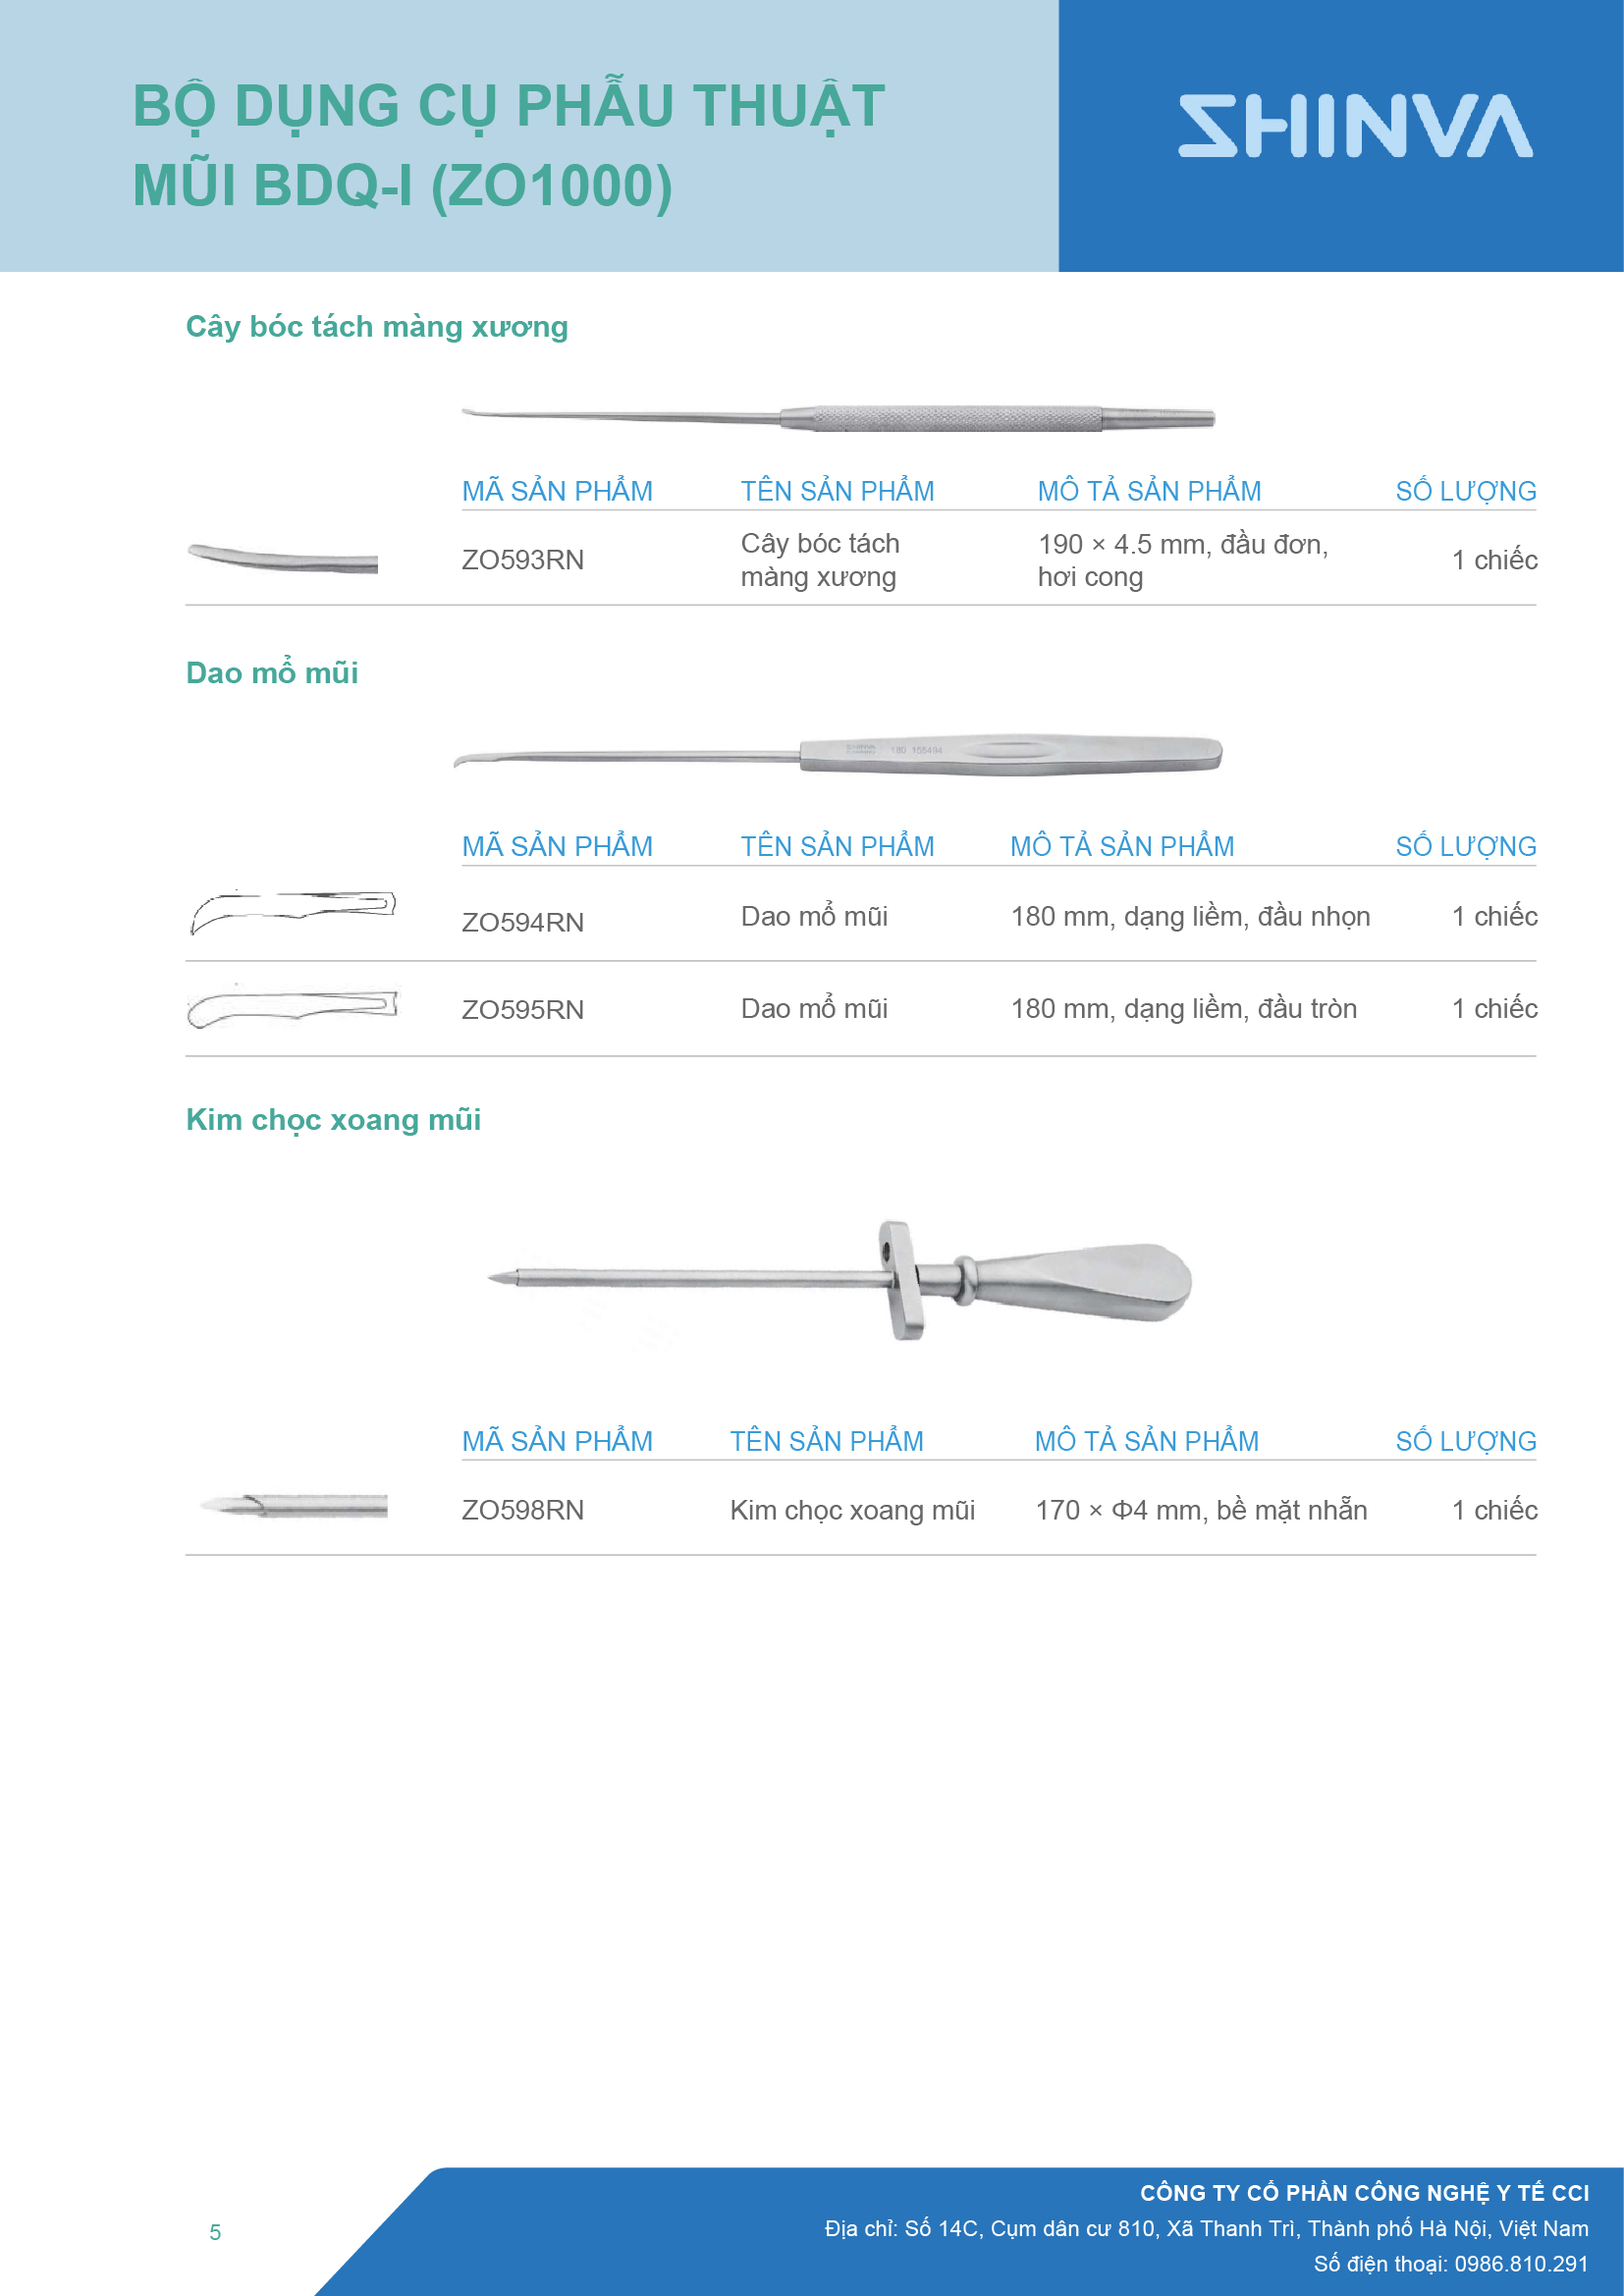 BỘ DỤNG CỤ PHẪU THUẬT
MŨI BDQ-I (ZO1000)
SHINVA
Cây bóc tách màng xương
MÃ SẢN PHẨM TÊN SẢN PHẨM MÔ TẢ SẢN PHẨM SỐ LƯỢNG
ZO593RN Cây bóc tách màng xương 190 × 4.5 mm, đầu đơn, hơi cong 1 chiếc
Dao mổ mũi
SHINVA 180 155494
MÃ SẢN PHẨM TÊN SẢN PHẨM MÔ TẢ SẢN PHẨM SỐ LƯỢNG
ZO594RN Dao mổ mũi 180 mm, dạng liềm, đầu nhọn 1 chiếc
ZO595RN Dao mổ mũi 180 mm, dạng liềm, đầu tròn 1 chiếc
Kim chọc xoang mũi
MÃ SẢN PHẨM TÊN SẢN PHẨM MÔ TẢ SẢN PHẨM SỐ LƯỢNG
ZO598RN Kim chọc xoang mũi 170 × Φ4 mm, bề mặt nhẵn 1 chiếc
CÔNG TY CỔ PHẦN CÔNG NGHỆ Y TẾ CCI
Địa chỉ: Số 14C, Cụm dân cư 810, Xã Thanh Trì, Thành phố Hà Nội, Việt Nam
Số điện thoại: 0986.810.291
5